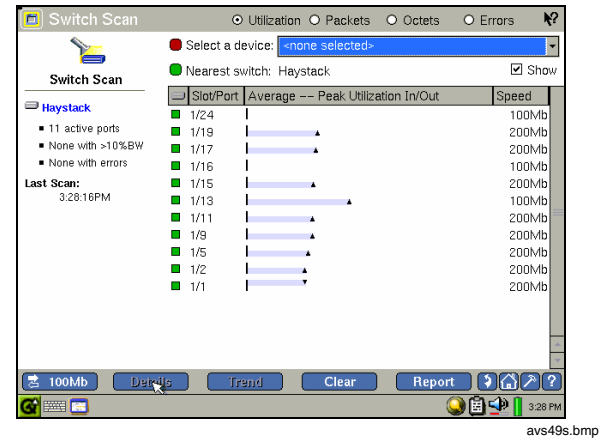 Switch Scan
Utilization Packets Octets Errors
Select a device: <none selected>
Nearest switch: Haystack Show
Switch Scan
Haystack
11 active ports
None with >10%BW
None with errors
Last Scan:
3:28:16PM
Slot/Port Average -- Peak Utilization In/Out Speed
1/24 100Mb
1/19 200Mb
1/17 200Mb
1/16 100Mb
1/15 200Mb
1/13 100Mb
1/11 200Mb
1/9 200Mb
1/5 200Mb
1/2 200Mb
1/1 200Mb
100Mb Details Trend Clear Report ?
3:28 PM
avs49s.bmp